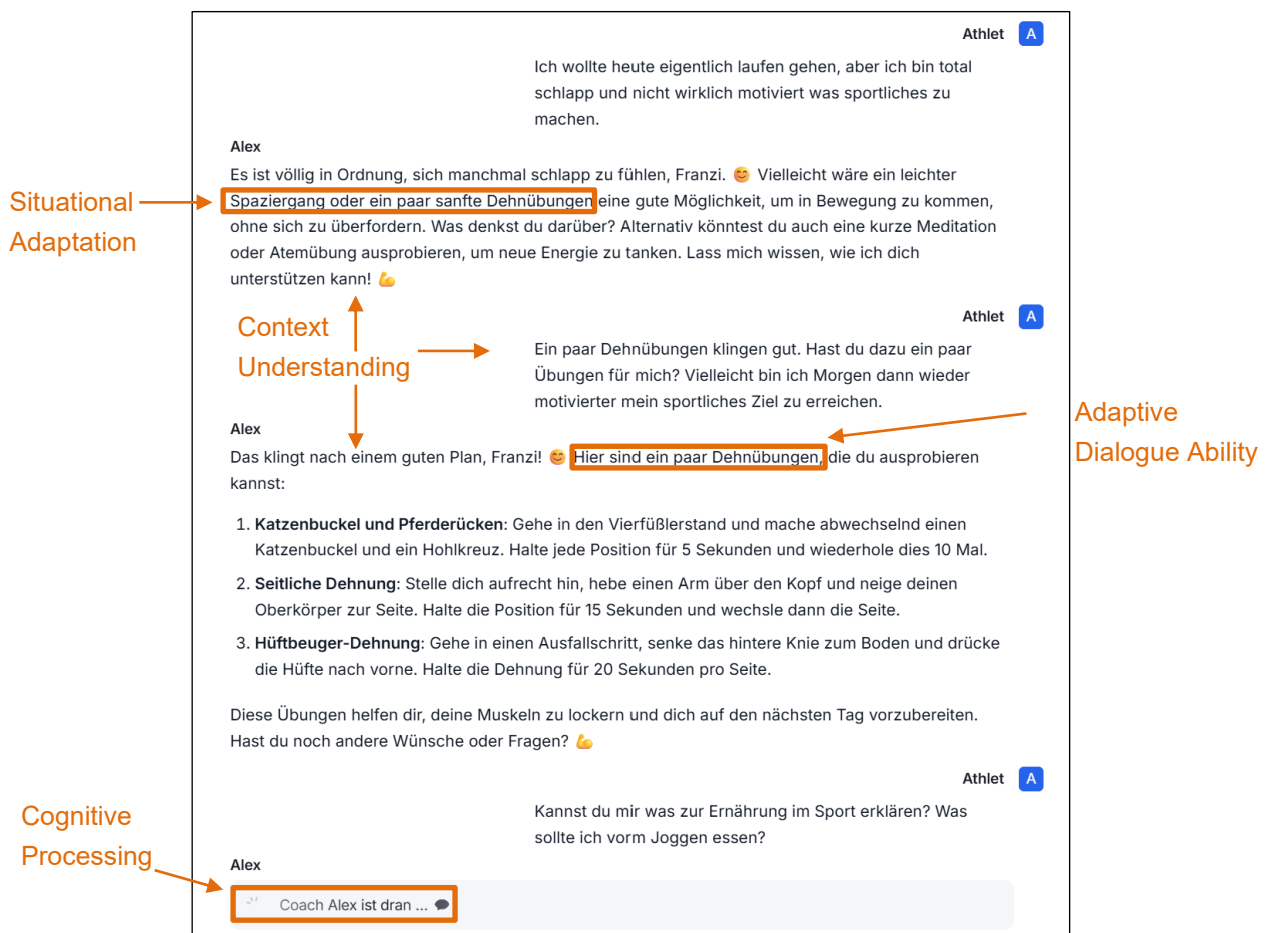 Athlet A
Ich wollte heute eigentlich laufen gehen, aber ich bin total
schlapp und nicht wirklich motiviert was sportliches zu
machen.
Alex
Es ist völlig in Ordnung, sich manchmal schlapp zu fühlen, Franzi. 😊 Vielleicht wäre ein leichter
Situational
Adaptation
Spaziergang oder ein paar sanfte Dehnübungen eine gute Möglichkeit, um in Bewegung zu kommen,
ohne sich zu überfordern. Was denkst du darüber? Alternativ könntest du auch eine kurze Meditation
oder Atemübung ausprobieren, um neue Energie zu tanken. Lass mich wissen, wie ich dich
unterstützen kann! 💪
Athlet A
Context
Understanding
Ein paar Dehnübungen klingen gut. Hast du dazu ein paar
Übungen für mich? Vielleicht bin ich Morgen dann wieder
motivierter mein sportliches Ziel zu erreichen.
Adaptive
Dialogue Ability
Alex
Das klingt nach einem guten Plan, Franzi! 😊 Hier sind ein paar Dehnübungen, die du ausprobieren
kannst:
1. Katzenbuckel und Pferderücken: Gehe in den Vierfüßlerstand und mache abwechselnd einen
Katzenbuckel und ein Hohlkreuz. Halte jede Position für 5 Sekunden und wiederhole dies 10 Mal.
2. Seitliche Dehnung: Stelle dich aufrecht hin, hebe einen Arm über den Kopf und neige deinen
Oberkörper zur Seite. Halte die Position für 15 Sekunden und wechsle dann die Seite.
3. Hüftbeuger-Dehnung: Gehe in einen Ausfallschritt, senke das hintere Knie zum Boden und drücke
die Hüfte nach vorne. Halte die Dehnung für 20 Sekunden pro Seite.
Diese Übungen helfen dir, deine Muskeln zu lockern und dich auf den nächsten Tag vorzubereiten.
Hast du noch andere Wünsche oder Fragen? 💪
Athlet A
Kannst du mir was zur Ernährung im Sport erklären? Was
sollte ich vorm Joggen essen?
Cognitive
Processing
Alex
Coach Alex ist dran ... 💬